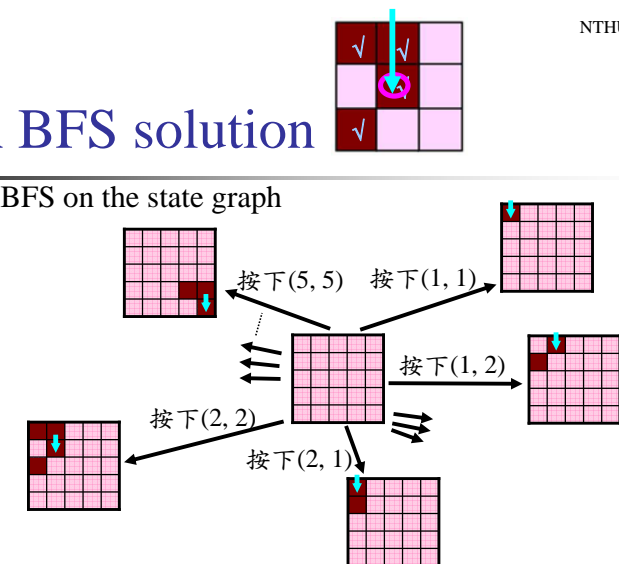 NTHU
BFS solution
BFS on the state graph
按下(5, 5) 按下(1, 1)
按下(1, 2)
按下(2, 2)
按下(2, 1)